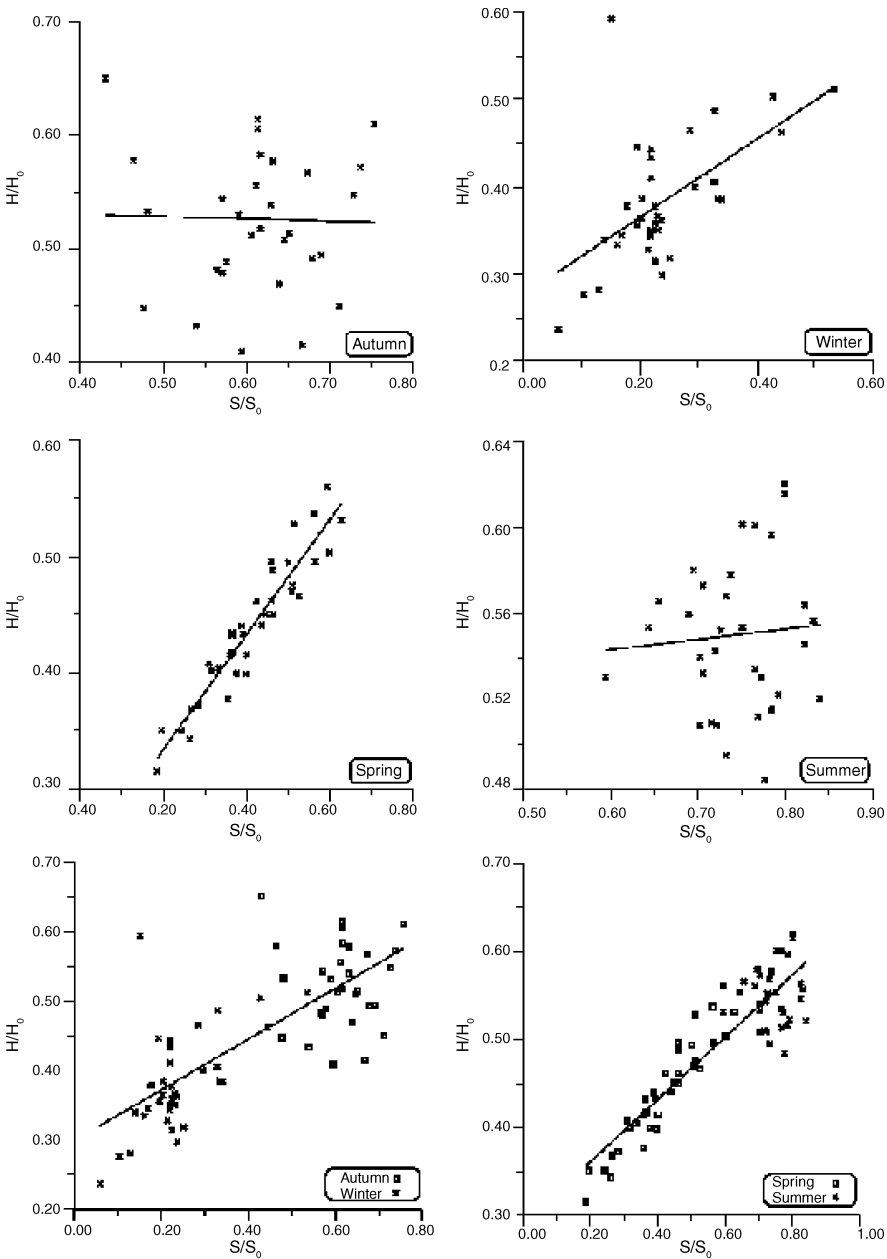 0.70
0.60
0.50
0.40
H/H0
0.40 0.50 0.60 0.70 0.80
S/S0
Autumn
0.60
0.50
0.40
0.30
0.2
H/H0
0.00 0.20 0.40 0.60
S/S0
Winter
0.60
0.50
0.40
0.30
H/H0
0.40 0.20 0.40 0.60 0.80
S/S0
Spring
0.64
0.60
0.56
0.52
0.48
H/H0
0.50 0.60 0.70 0.80 0.90
S/S0
Summer
0.70
0.60
0.50
0.40
0.30
0.20
H/H0
0.00 0.20 0.40 0.60 0.80
S/S0
Autumn
Winter
0.70
0.60
0.50
0.40
0.30
H/H0
0.00 0.20 0.40 0.60 0.80 1.00
S/S0
Spring
Summer